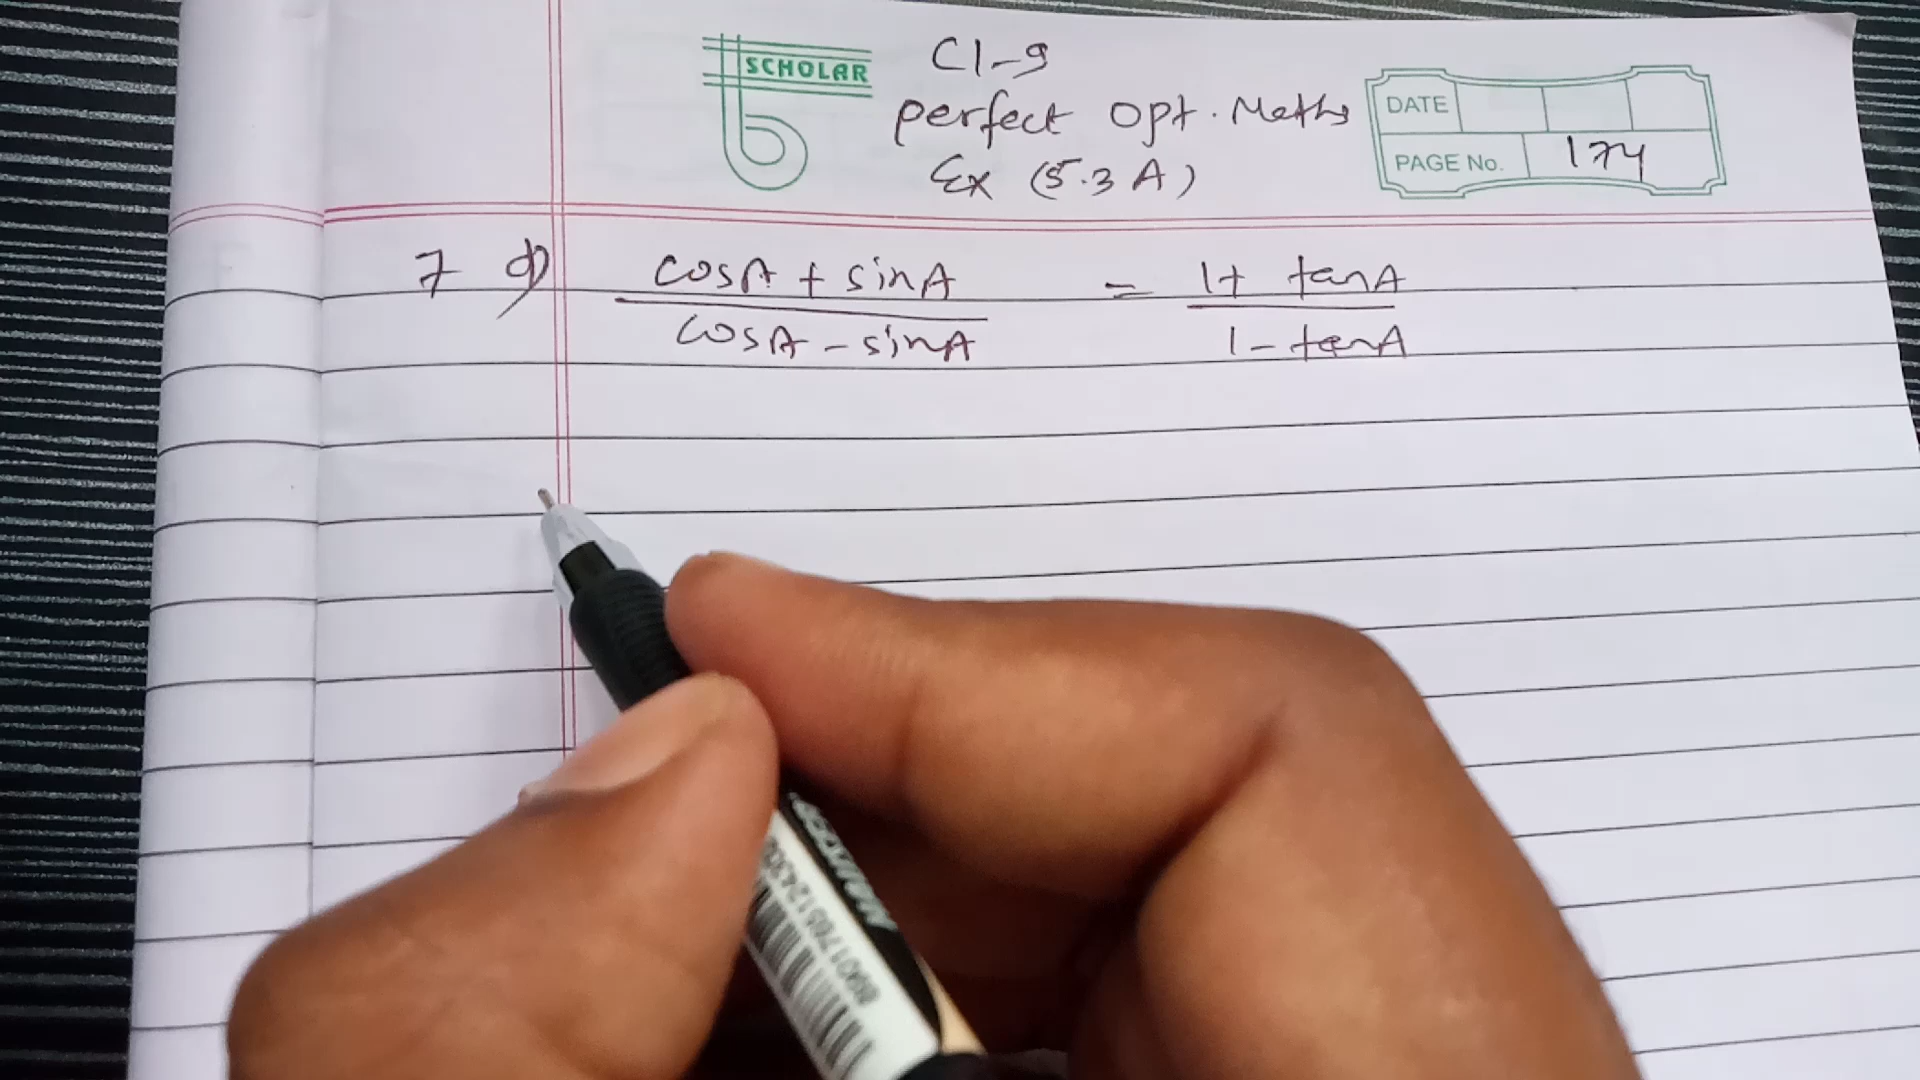 SCHOLAR
Cl-9
perfect Opt. Maths
Ex (5.3 A)
DATE
PAGE No. 174
7 d) cosA + sinA / cosA - sinA = 1+ tanA / 1 - tanA